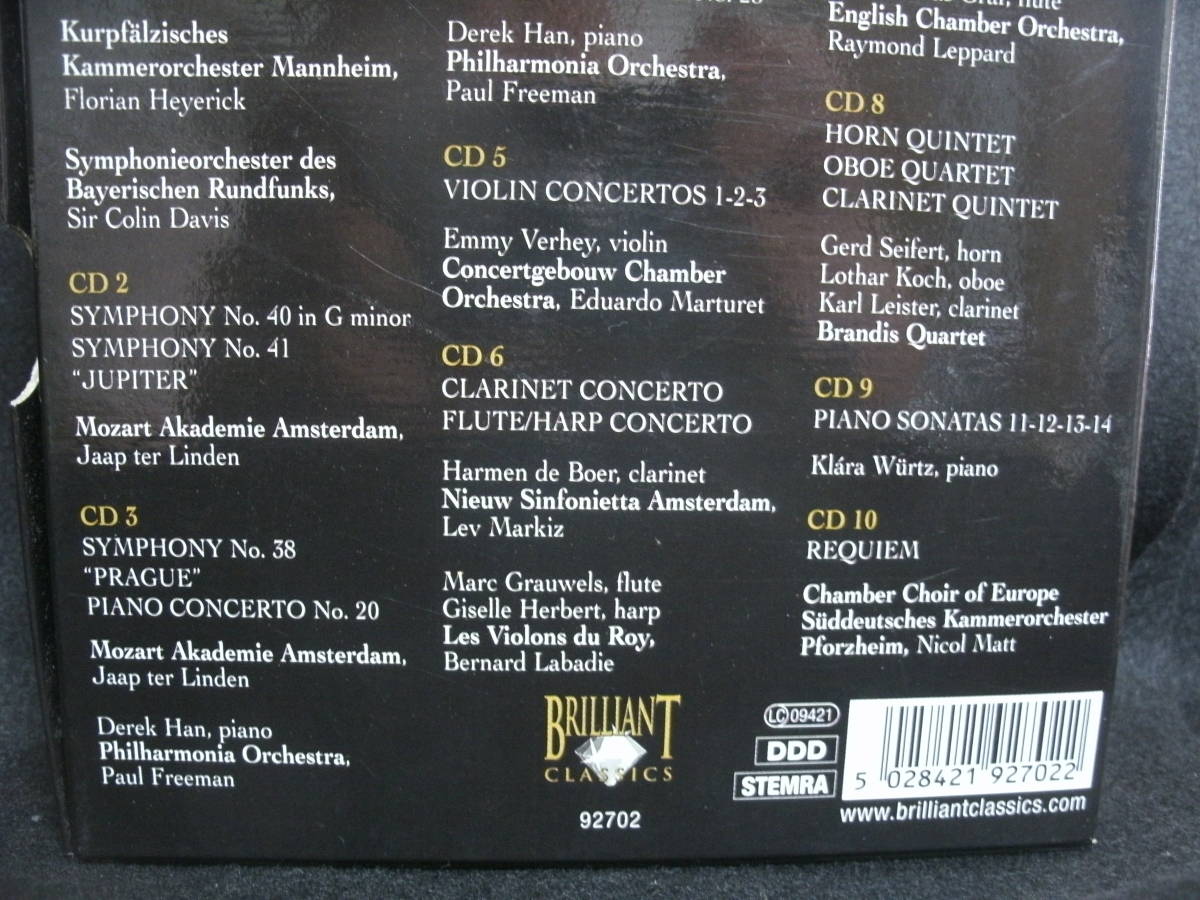 Kurpfälzisches
Kammerorchester Mannheim,
Florian Heyerick
Symphonieorchester des
Bayerischen Rundfunks,
Sir Colin Davis
CD 2
SYMPHONY No. 40 in G minor
SYMPHONY No. 41
“JUPITER”
Mozart Akademie Amsterdam,
Jaap ter Linden
CD 3
SYMPHONY No. 38
“PRAGUE”
PIANO CONCERTO No. 20
Mozart Akademie Amsterdam,
Jaap ter Linden
Derek Han, piano
Philharmonia Orchestra,
Paul Freeman
Derek Han, piano
Philharmonia Orchestra,
Paul Freeman
CD 5
VIOLIN CONCERTOS 1-2-3
Emmy Verhey, violin
Concertgebouw Chamber
Orchestra, Eduardo Marturet
CD 6
CLARINET CONCERTO
FLUTE/HARP CONCERTO
Harmen de Boer, clarinet
Nieuw Sinfonietta Amsterdam,
Lev Markiz
Marc Grauwels, flute
Giselle Herbert, harp
Les Violons du Roy,
Bernard Labadie
flute
English Chamber Orchestra,
Raymond Leppard
CD 8
HORN QUINTET
OBOE QUARTET
CLARINET QUINTET
Gerd Seifert, horn
Lothar Koch, oboe
Karl Leister, clarinet
Brandis Quartet
CD 9
PIANO SONATAS 11-12-13-14
Klára Würtz, piano
CD 10
REQUIEM
Chamber Choir of Europe
Süddeutsches Kammerorchester
Pforzheim, Nicol Matt
BRILLIANT
CLASSICS
92702
LC 09421
DDD
STEMRA
5 028421 927022
www.brilliantclassics.com